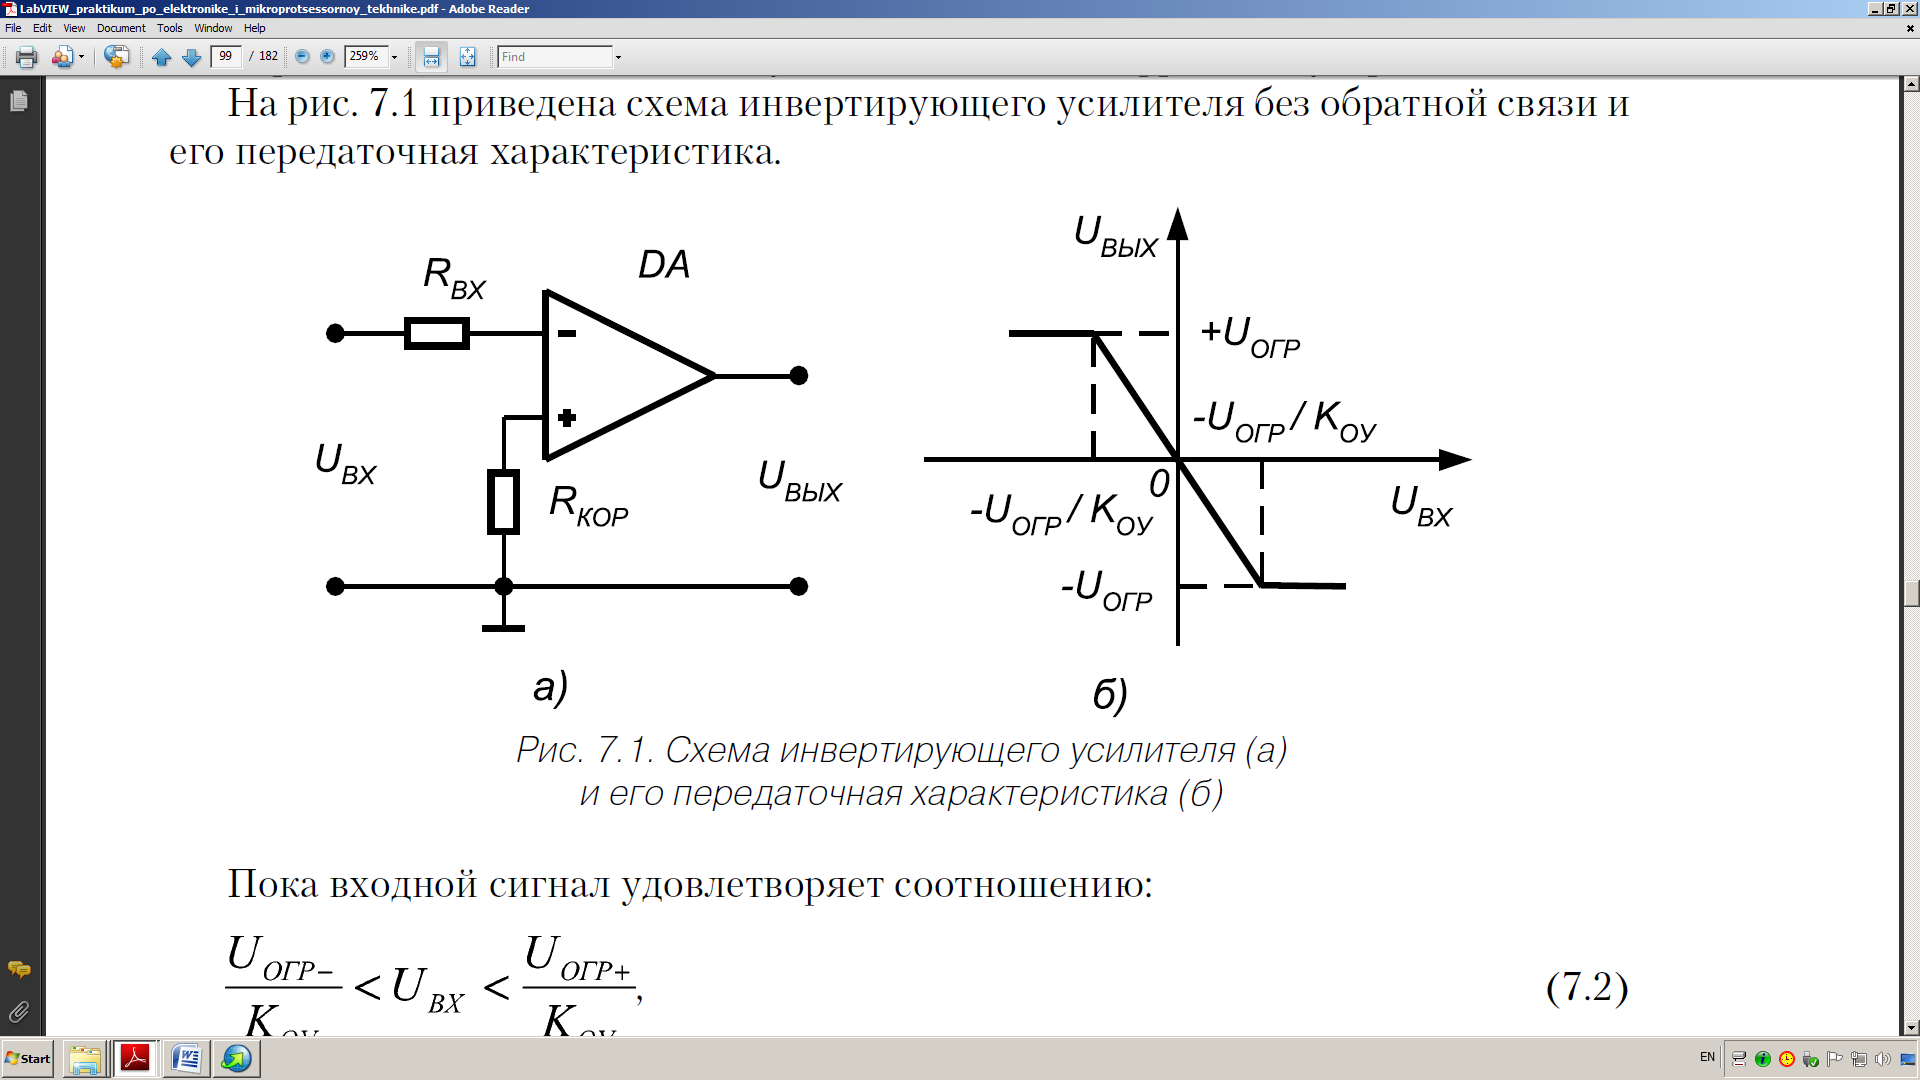 LabVIEW_praktikum_po_elektronike_i_mikroprotsessornoy_tekhnike.pdf - Adobe Reader
File Edit View Document Tools Window Help
99 / 182 259% Find
На рис. 7.1 приведена схема инвертирующего усилителя без обратной связи и
его передаточная характеристика.
R_ВХ
DA
U_ВХ
R_КОР
U_ВЫХ
а)
U_ВЫХ
+U_ОГР
-U_ОГР / K_ОУ
0
-U_ОГР / K_ОУ
U_ВХ
-U_ОГР
б)
Рис. 7.1. Схема инвертирующего усилителя (а)
и его передаточная характеристика (б)
Пока входной сигнал удовлетворяет соотношению:
U_ОГР− / K_ОУ < U_ВХ < U_ОГР+ / K_ОУ, (7.2)
Start
EN